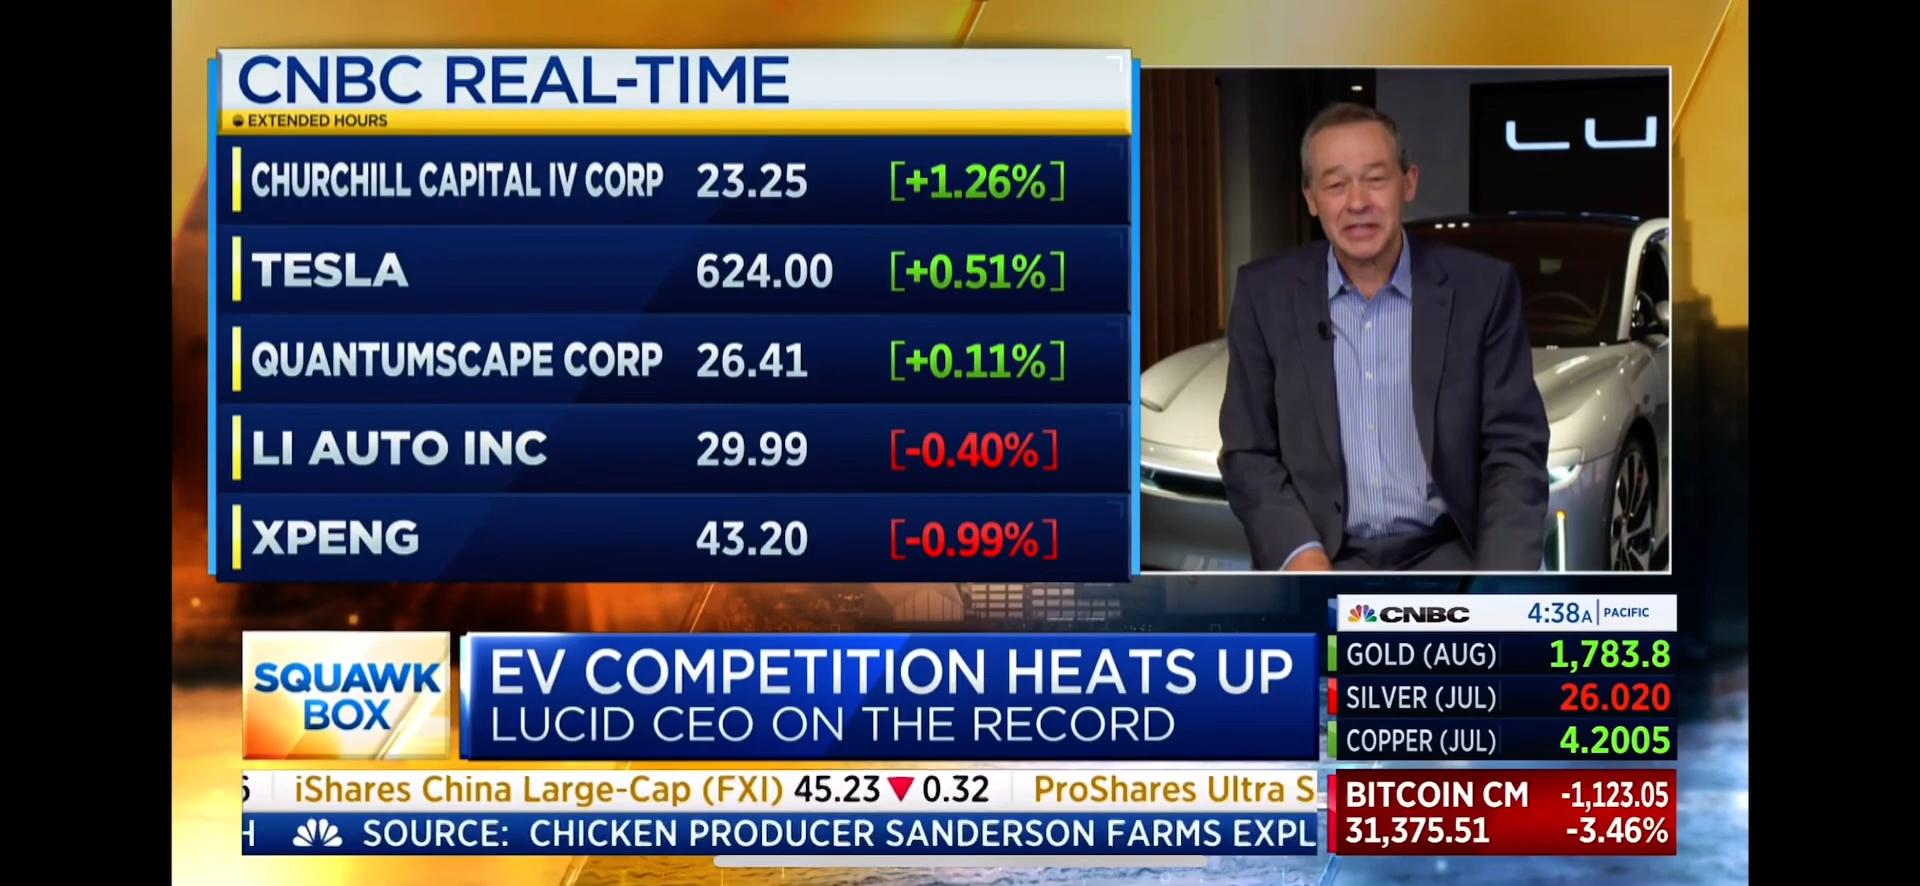 CNBC REAL-TIME
EXTENDED HOURS
CHURCHILL CAPITAL IV CORP 23.25 [+1.26%]
TESLA 624.00 [+0.51%]
QUANTUMSCAPE CORP 26.41 [+0.11%]
LI AUTO INC 29.99 [-0.40%]
XPENG 43.20 [-0.99%]
LU
SQUAWK
BOX
EV COMPETITION HEATS UP
LUCID CEO ON THE RECORD
CNBC 4:38A | PACIFIC
GOLD (AUG) 1,783.8
SILVER (JUL) 26.020
COPPER (JUL) 4.2005
BITCOIN CM -1,123.05
31,375.51 -3.46%
iShares China Large-Cap (FXI) 45.23 ▼ 0.32 ProShares Ultra S
SOURCE: CHICKEN PRODUCER SANDERSON FARMS EXPL